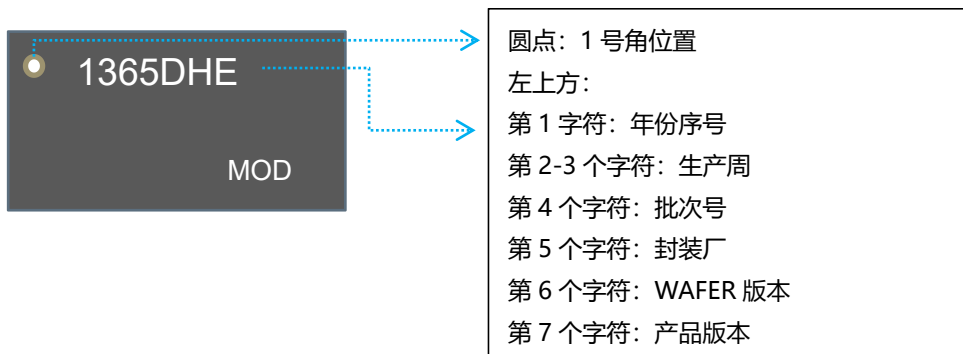 1365DHE
MOD
圆点：1 号角位置
左上方：
第 1 字符：年份序号
第 2-3 个字符：生产周
第 4 个字符：批次号
第 5 个字符：封装厂
第 6 个字符：WAFER 版本
第 7 个字符：产品版本